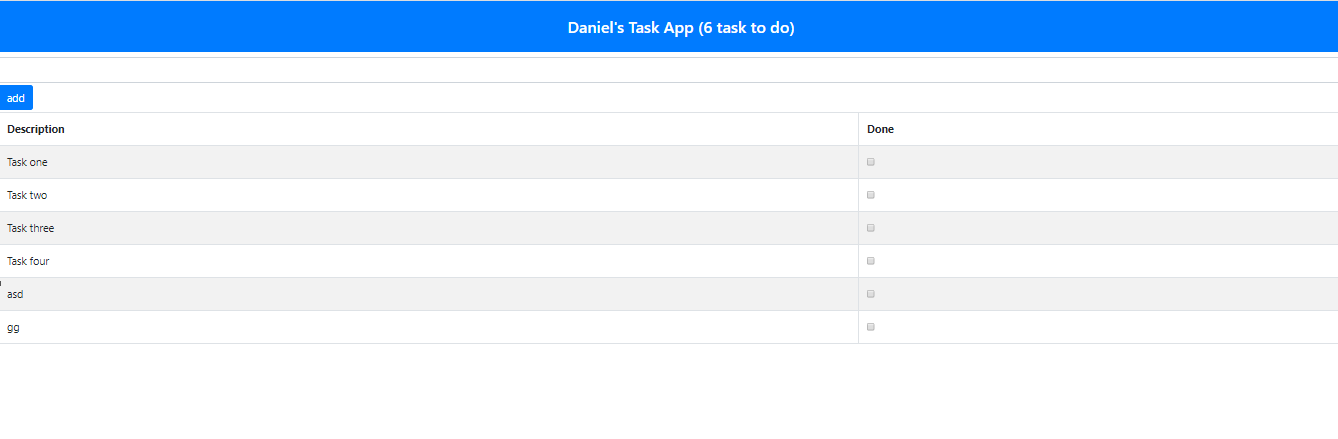 Daniel's Task App (6 task to do)
add
Description Done
Task one
Task two
Task three
Task four
asd
gg